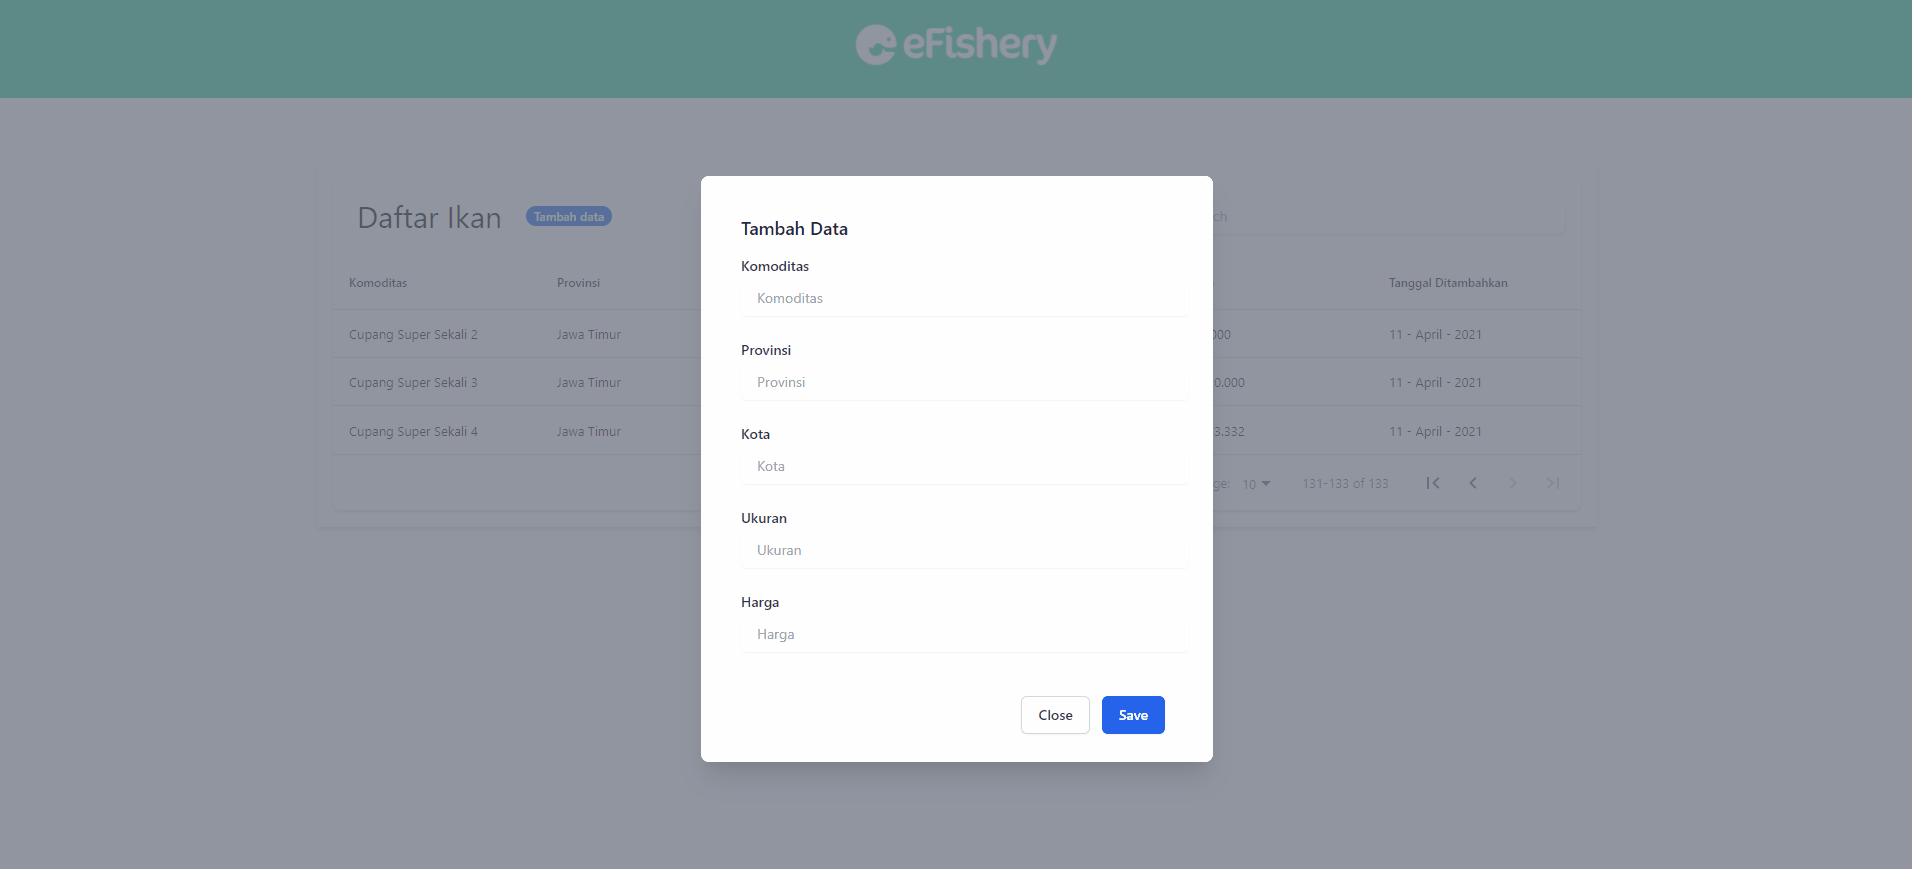 eFishery
Daftar Ikan
Tambah data
ch
Komoditas Provinsi Tanggal Ditambahkan
Cupang Super Sekali 2 Jawa Timur 000 11 - April - 2021
Cupang Super Sekali 3 Jawa Timur 0.000 11 - April - 2021
Cupang Super Sekali 4 Jawa Timur 3.332 11 - April - 2021
ge: 10 131-133 of 133
Tambah Data
Komoditas
Komoditas
Provinsi
Provinsi
Kota
Kota
Ukuran
Ukuran
Harga
Harga
Close Save